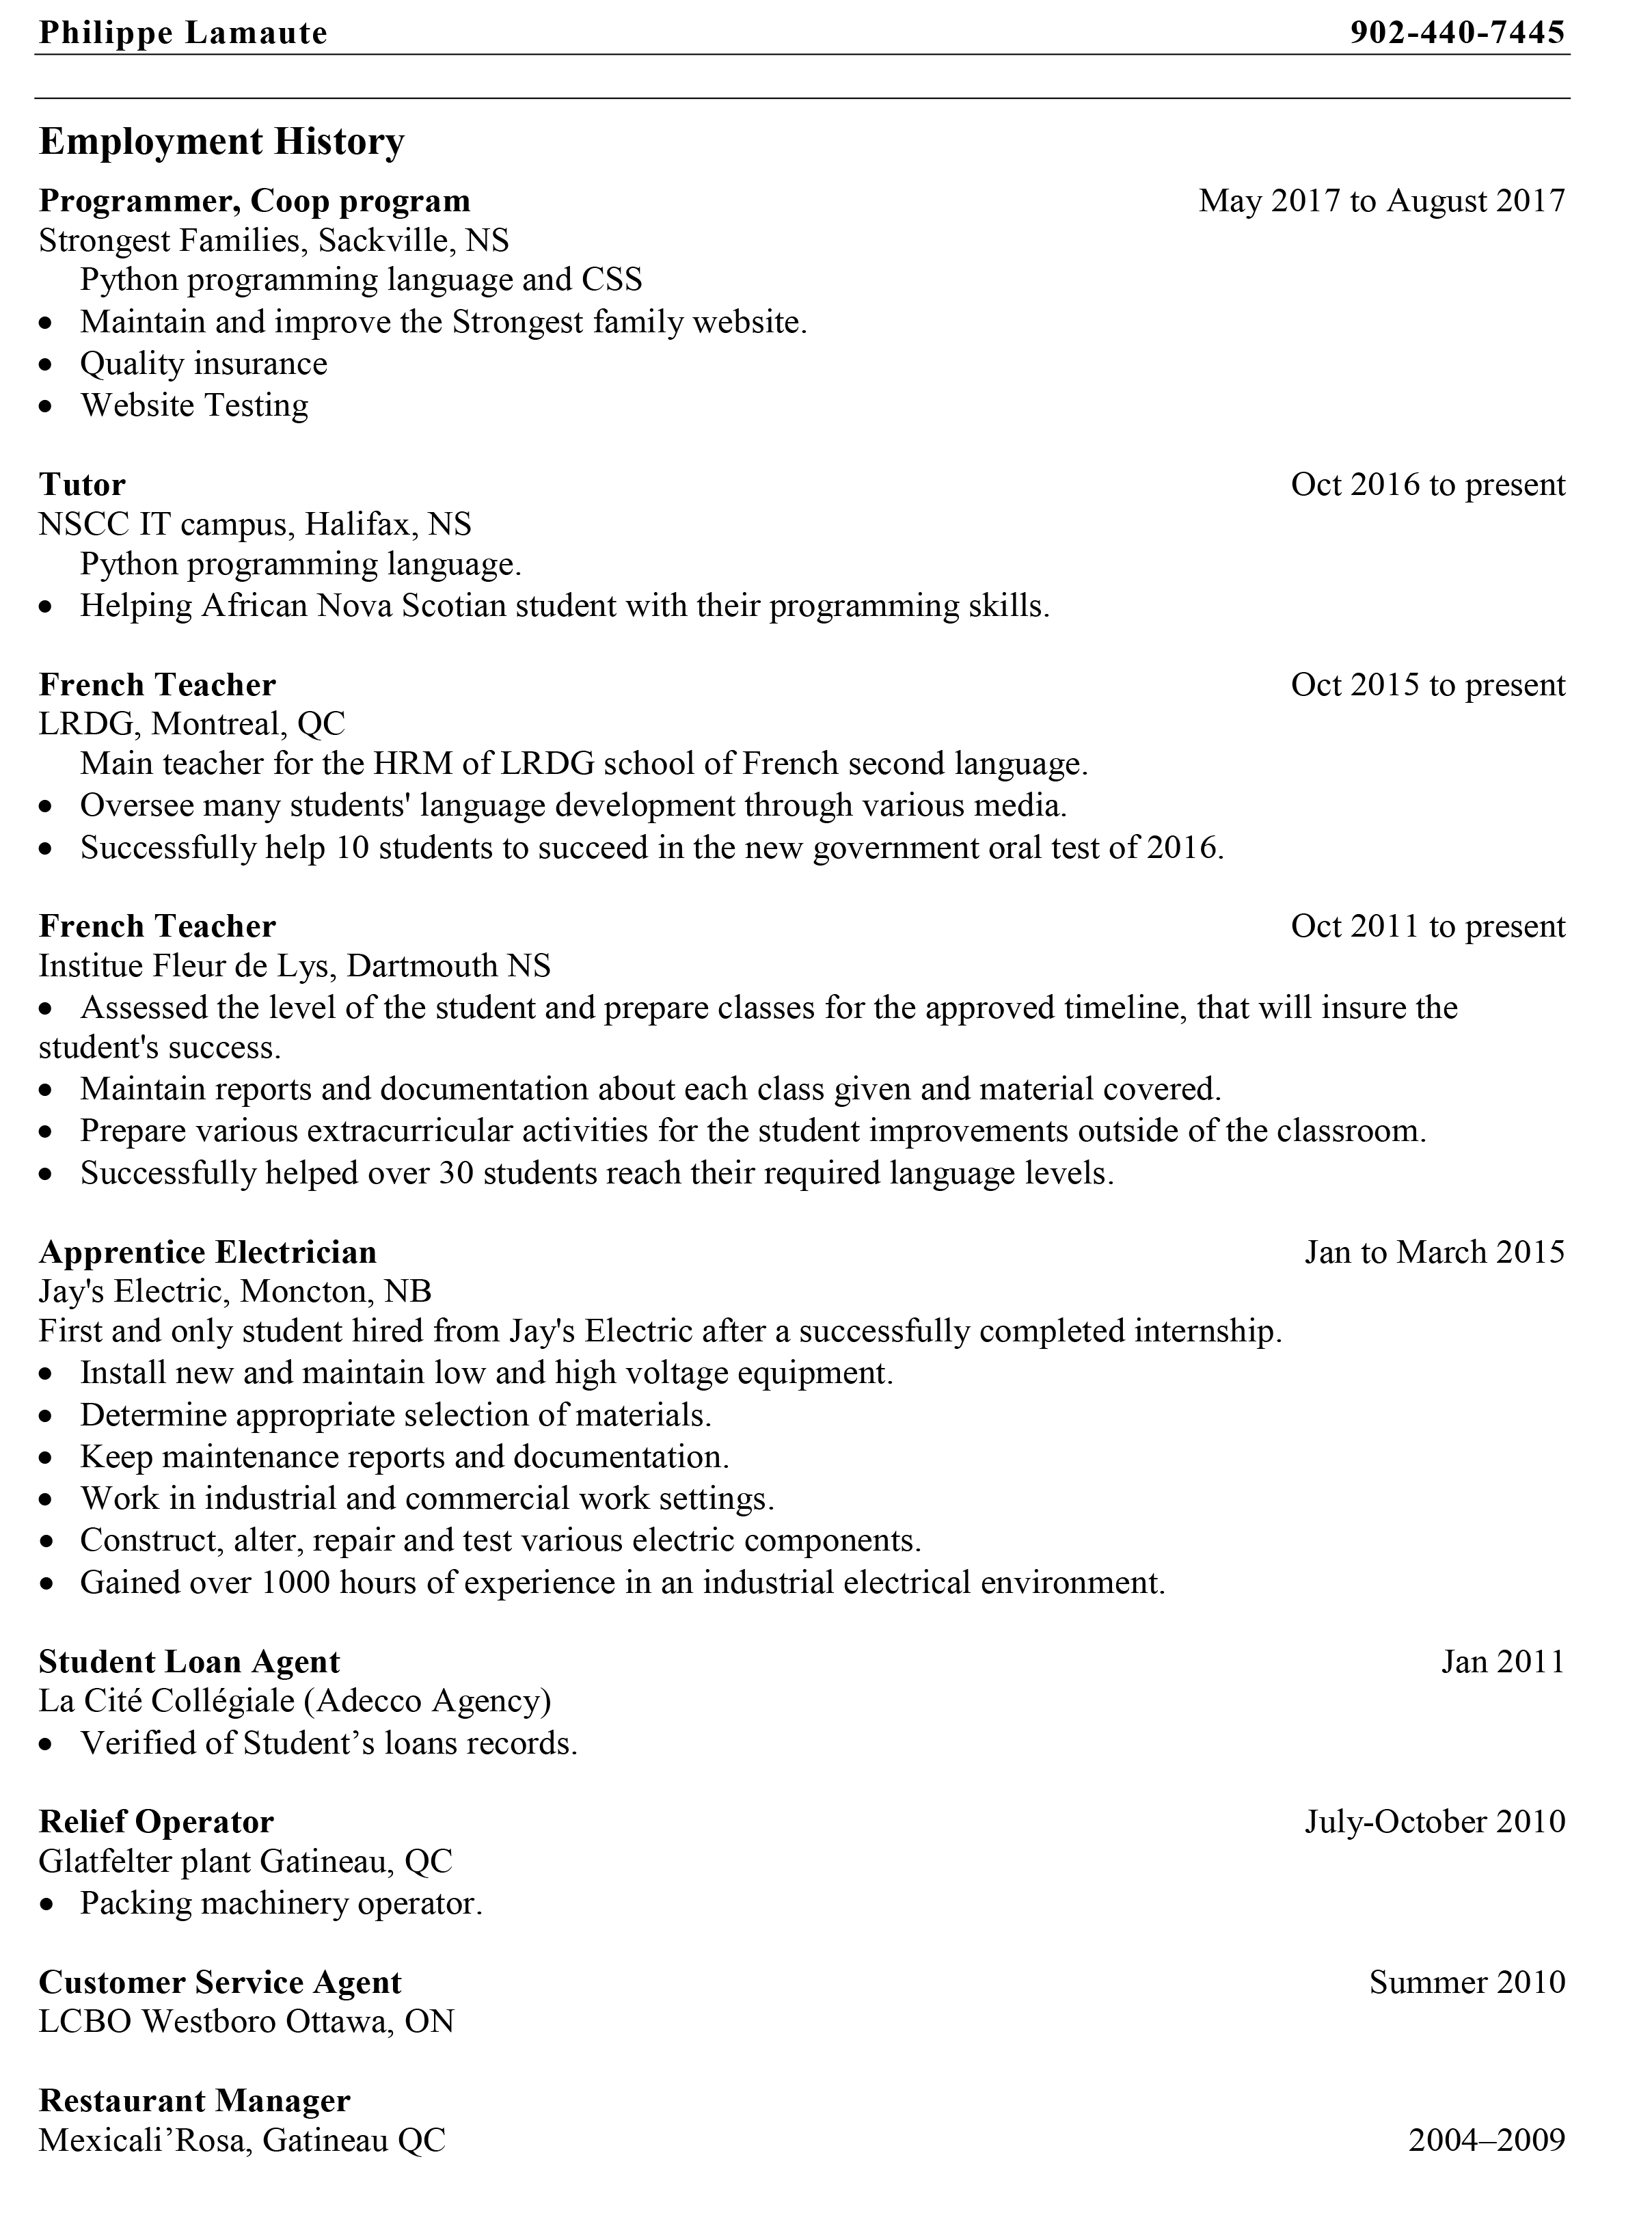 Philippe Lamaute 902-440-7445
Employment History
Programmer, Coop program May 2017 to August 2017
Strongest Families, Sackville, NS
Python programming language and CSS
• Maintain and improve the Strongest family website.
• Quality insurance
• Website Testing
Tutor Oct 2016 to present
NSCC IT campus, Halifax, NS
Python programming language.
• Helping African Nova Scotian student with their programming skills.
French Teacher Oct 2015 to present
LRDG, Montreal, QC
Main teacher for the HRM of LRDG school of French second language.
• Oversee many students' language development through various media.
• Successfully help 10 students to succeed in the new government oral test of 2016.
French Teacher Oct 2011 to present
Institue Fleur de Lys, Dartmouth NS
• Assessed the level of the student and prepare classes for the approved timeline, that will insure the
student's success.
• Maintain reports and documentation about each class given and material covered.
• Prepare various extracurricular activities for the student improvements outside of the classroom.
• Successfully helped over 30 students reach their required language levels.
Apprentice Electrician Jan to March 2015
Jay's Electric, Moncton, NB
First and only student hired from Jay's Electric after a successfully completed internship.
• Install new and maintain low and high voltage equipment.
• Determine appropriate selection of materials.
• Keep maintenance reports and documentation.
• Work in industrial and commercial work settings.
• Construct, alter, repair and test various electric components.
• Gained over 1000 hours of experience in an industrial electrical environment.
Student Loan Agent Jan 2011
La Cité Collégiale (Adecco Agency)
• Verified of Student’s loans records.
Relief Operator July-October 2010
Glatfelter plant Gatineau, QC
• Packing machinery operator.
Customer Service Agent Summer 2010
LCBO Westboro Ottawa, ON
Restaurant Manager
Mexicali’Rosa, Gatineau QC 2004–2009